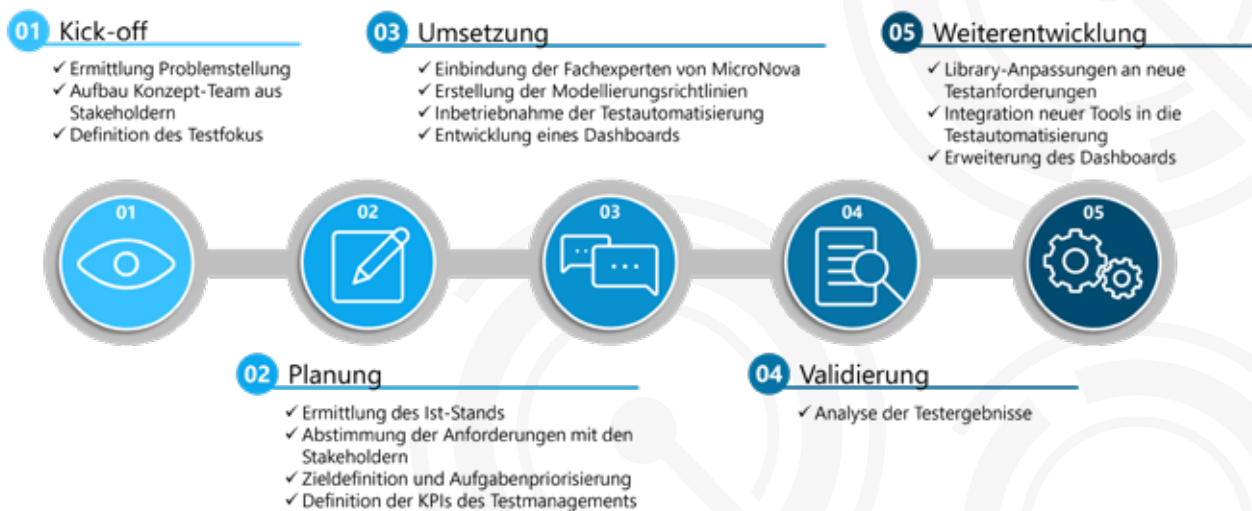 01 Kick-off
✓ Ermittlung Problemstellung
✓ Aufbau Konzept-Team aus
Stakeholdern
✓ Definition des Testfokus
03 Umsetzung
✓ Einbindung der Fachexperten von MicroNova
✓ Erstellung der Modellierungsrichtlinien
✓ Inbetriebnahme der Testautomatisierung
✓ Entwicklung eines Dashboards
05 Weiterentwicklung
✓ Library-Anpassungen an neue
Testanforderungen
✓ Integration neuer Tools in die
Testautomatisierung
✓ Erweiterung des Dashboards
01
02
03
04
05
02 Planung
✓ Ermittlung des Ist-Stands
✓ Abstimmung der Anforderungen mit den
Stakeholdern
✓ Zieldefinition und Aufgabenpriorisierung
✓ Definition der KPIs des Testmanagements
04 Validierung
✓ Analyse der Testergebnisse